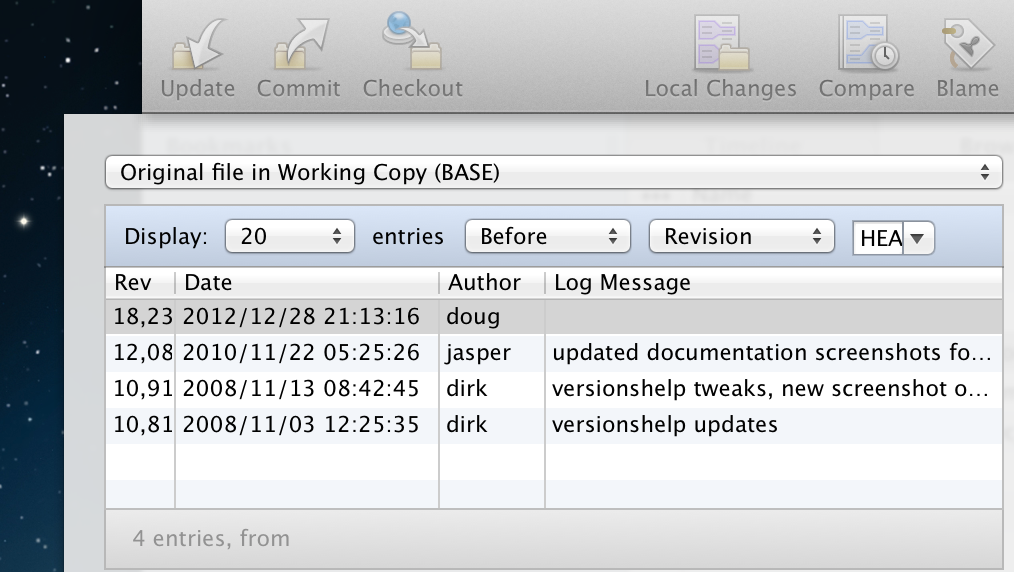 Update Commit Checkout Local Changes Compare Blame
Bookmarks Timeline
Name
Original file in Working Copy (BASE)
Display: 20 entries Before Revision HEA
Rev Date Author Log Message
18,23 2012/12/28 21:13:16 doug
12,08 2010/11/22 05:25:26 jasper updated documentation screenshots fo...
10,91 2008/11/13 08:42:45 dirk versionshelp tweaks, new screenshot o...
10,81 2008/11/03 12:25:35 dirk versionshelp updates
4 entries, from